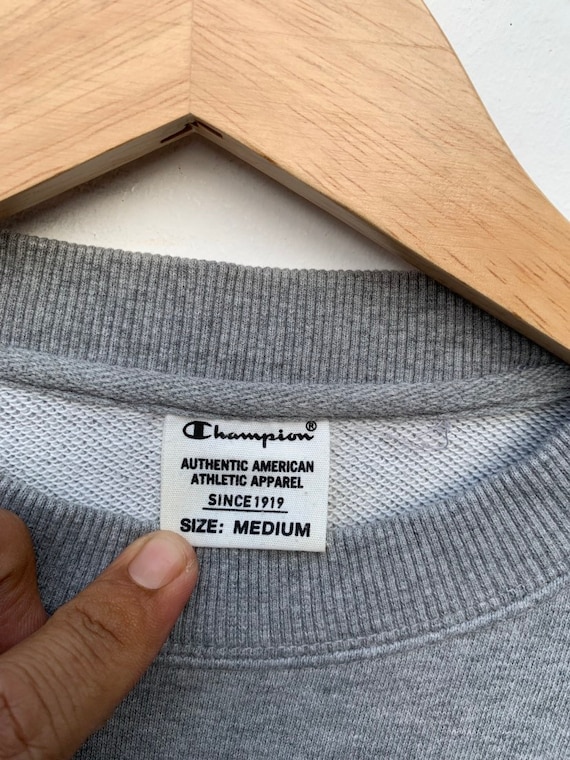 Champion®
AUTHENTIC AMERICAN
ATHLETIC APPAREL
SINCE 1919
SIZE: MEDIUM